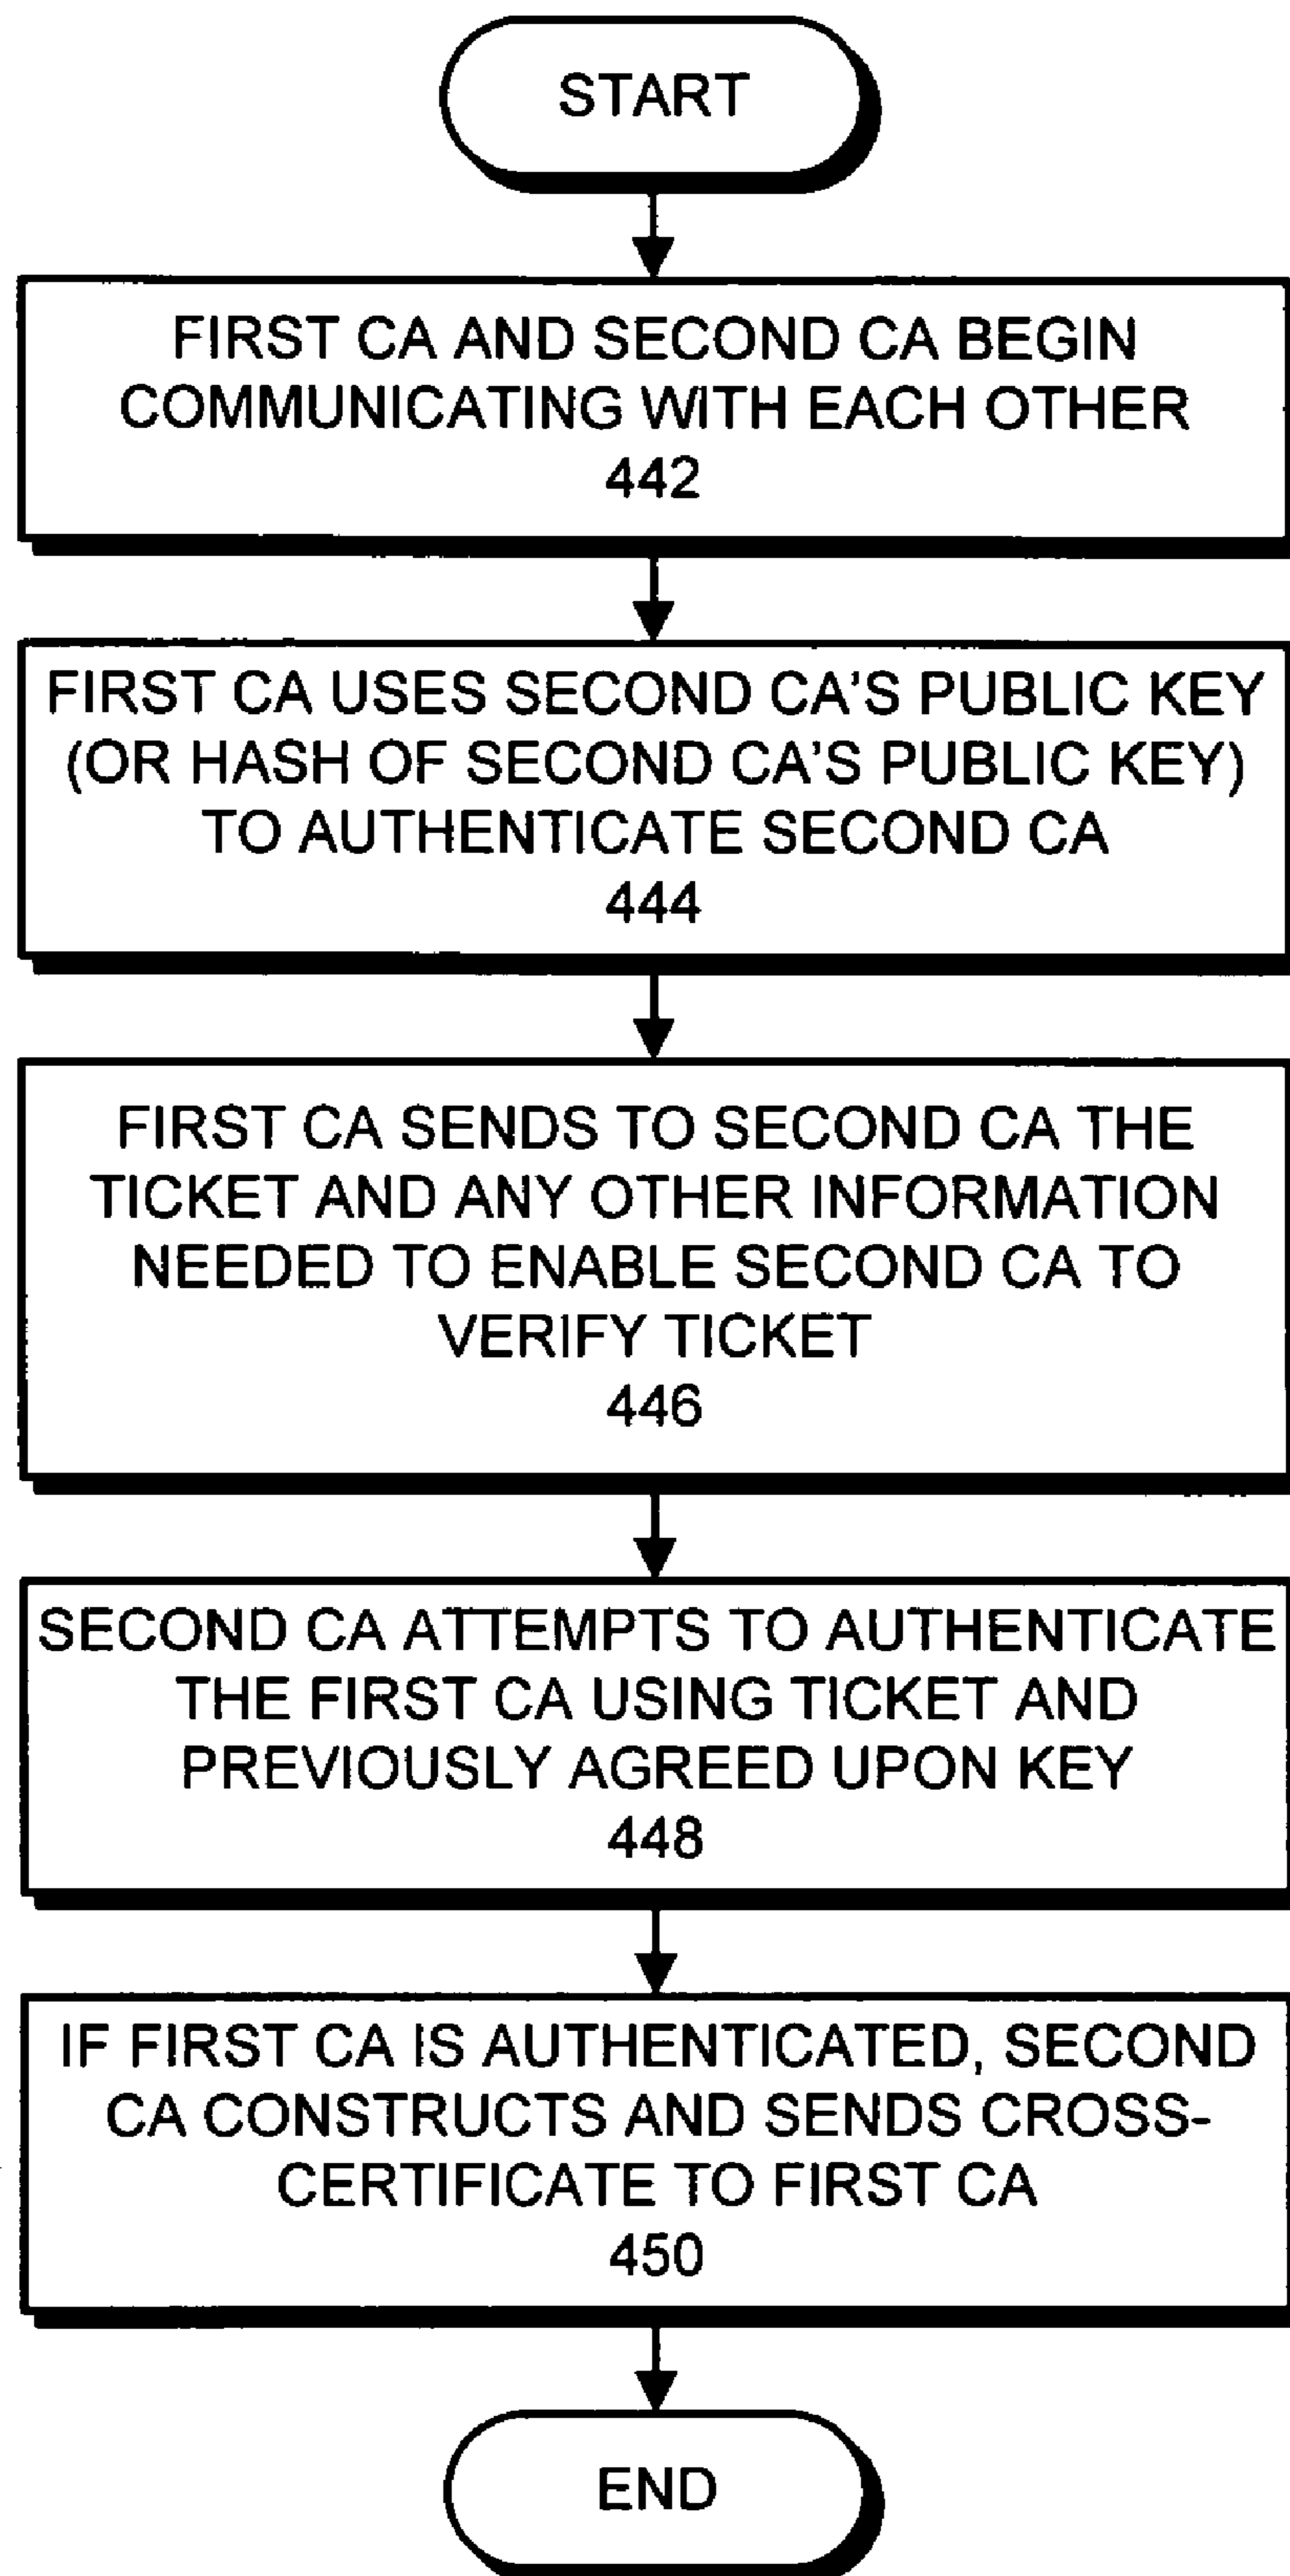 START
FIRST CA AND SECOND CA BEGIN
COMMUNICATING WITH EACH OTHER
442
FIRST CA USES SECOND CA'S PUBLIC KEY
(OR HASH OF SECOND CA'S PUBLIC KEY)
TO AUTHENTICATE SECOND CA
444
FIRST CA SENDS TO SECOND CA THE
TICKET AND ANY OTHER INFORMATION
NEEDED TO ENABLE SECOND CA TO
VERIFY TICKET
446
SECOND CA ATTEMPTS TO AUTHENTICATE
THE FIRST CA USING TICKET AND
PREVIOUSLY AGREED UPON KEY
448
IF FIRST CA IS AUTHENTICATED, SECOND
CA CONSTRUCTS AND SENDS CROSS-
CERTIFICATE TO FIRST CA
450
END